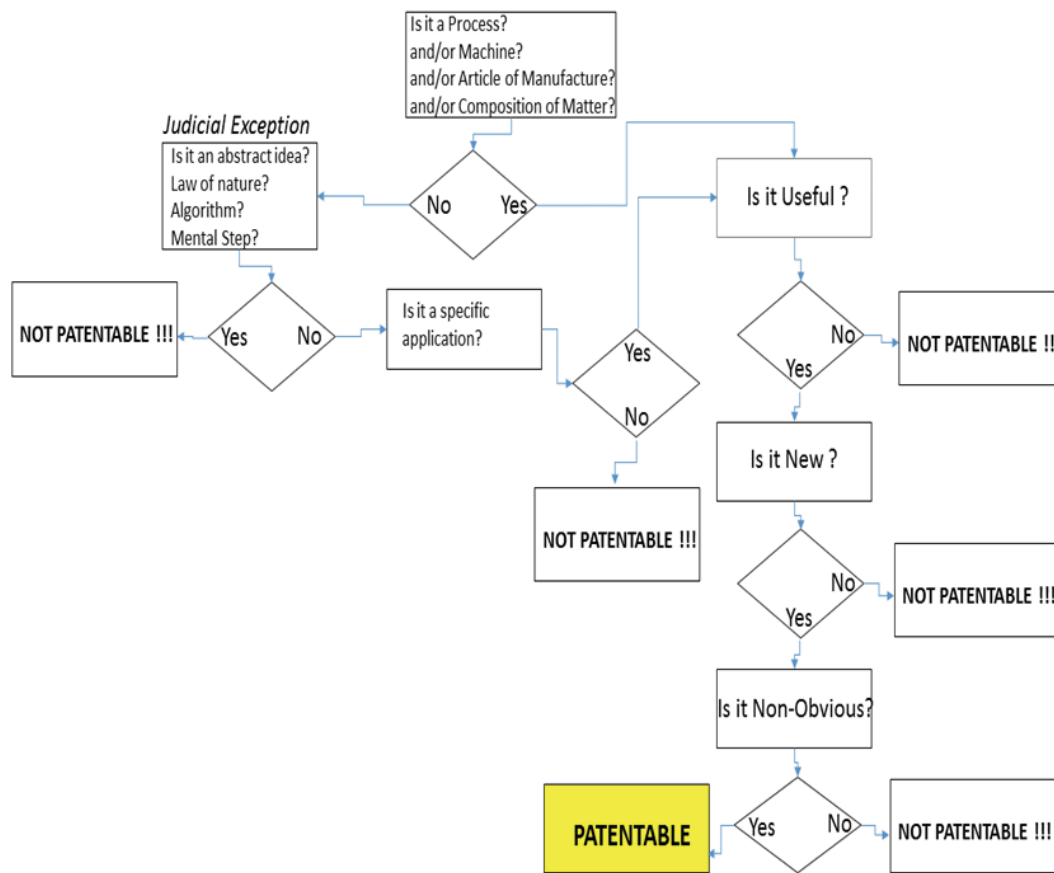 Is it a Process?
and/or Machine?
and/or Article of Manufacture?
and/or Composition of Matter?
Judicial Exception
Is it an abstract idea?
Law of nature?
Algorithm?
Mental Step?
No
Yes
Is it Useful ?
NOT PATENTABLE !!!
Yes
No
Is it a specific
application?
Yes
No
NOT PATENTABLE !!!
No
Yes
NOT PATENTABLE !!!
Is it New ?
No
Yes
NOT PATENTABLE !!!
Is it Non-Obvious?
PATENTABLE
Yes
No
NOT PATENTABLE !!!